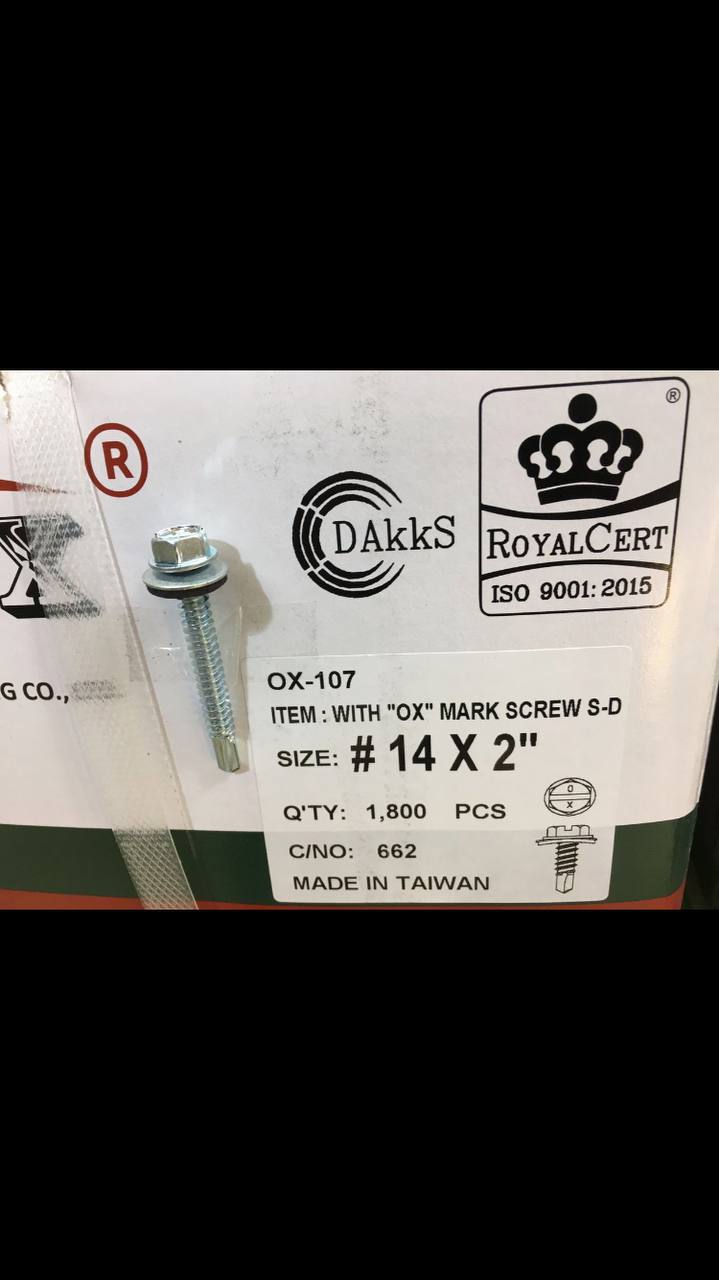 ®
DAkkS
®
ROYALCERT
ISO 9001:2015
G CO.,
OX-107
ITEM : WITH "OX" MARK SCREW S-D
SIZE: # 14 X 2"
Q'TY: 1,800 PCS
O
X
C/NO: 662
MADE IN TAIWAN